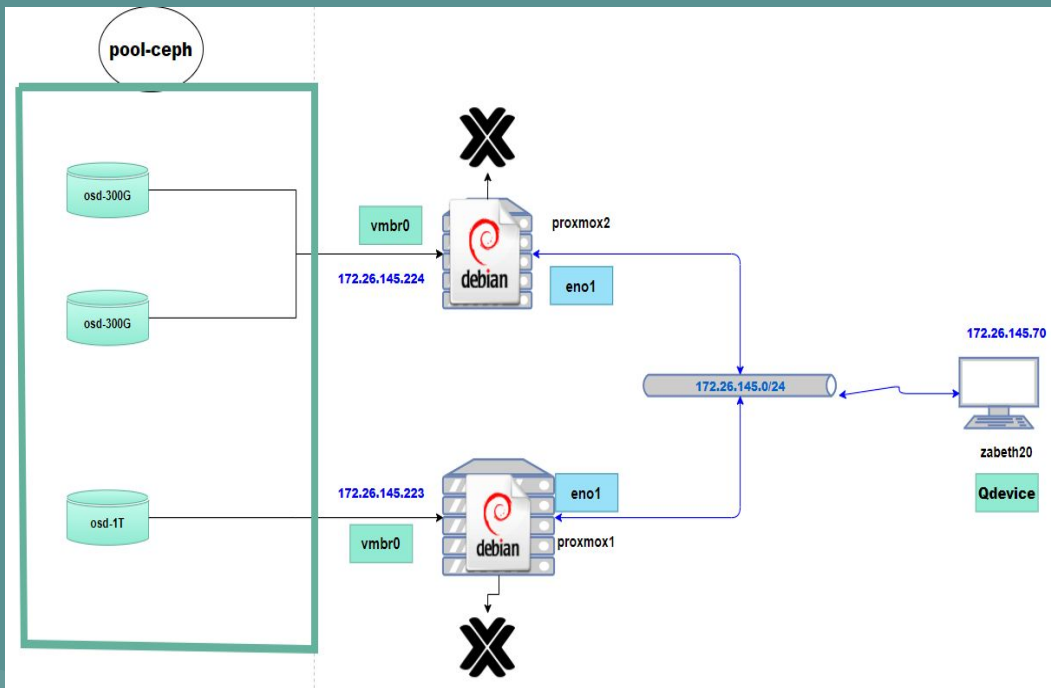 pool-ceph
osd-300G
osd-300G
osd-1T
vmbr0
172.26.145.224
debian
proxmox2
eno1
172.26.145.0/24
172.26.145.70
zabeth20
Qdevice
172.26.145.223
vmbr0
debian
eno1
proxmox1